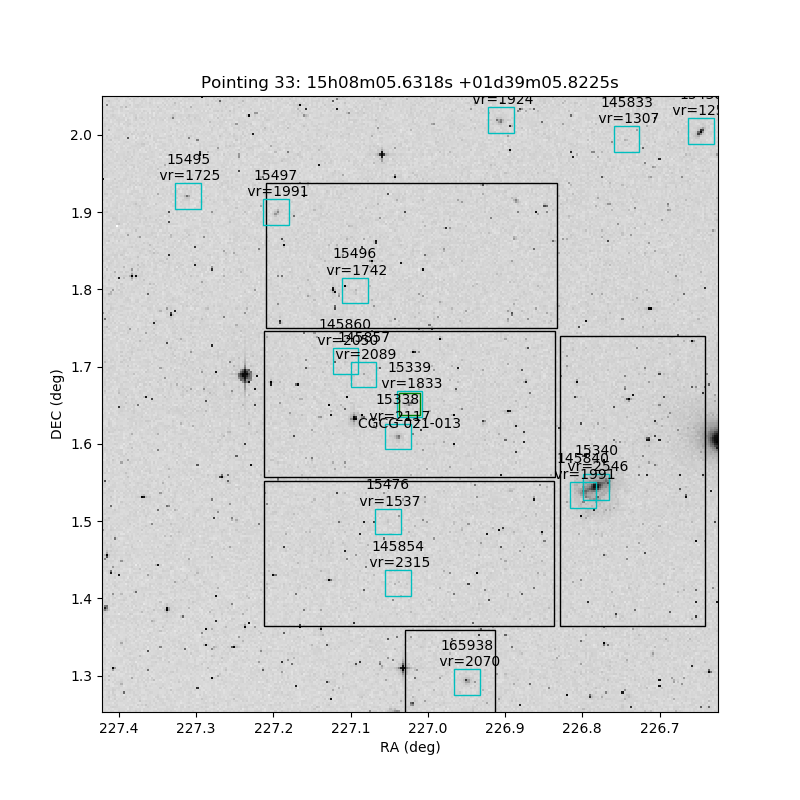 Pointing 33: 15h08m05.6318s +01d39m05.8225s
vr=1924
145833
vr=1307
15495
vr=1725
15497
vr=1991
15496
vr=1742
145860
145857
vr=2089
15339
vr=1833
15338
vr=2117
CGCG 021-013
15340
vr=2546
145840
vr=1991
15476
vr=1537
145854
vr=2315
165938
vr=2070
2.0
1.9
1.8
1.7
1.6
1.5
1.4
1.3
DEC (deg)
227.4 227.3 227.2 227.1 227.0 226.9 226.8 226.7
RA (deg)